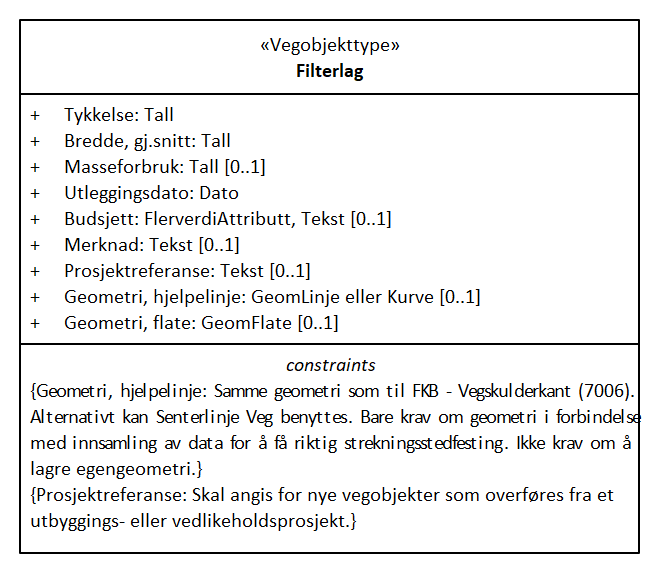 «Vegobjekttype»
Filterlag
+ Tykkelse: Tall
+ Bredde, gj.snitt: Tall
+ Masseforbruk: Tall [0..1]
+ Utleggingsdato: Dato
+ Budsjett: FlerverdiAttributt, Tekst [0..1]
+ Merknad: Tekst [0..1]
+ Prosjektreferanse: Tekst [0..1]
+ Geometri, hjelpelinje: GeomLinje eller Kurve [0..1]
+ Geometri, flate: GeomFlate [0..1]
constraints
{Geometri, hjelpelinje: Samme geometri som til FKB - Vegskulderkant (7006).
Alternativt kan Senterlinje Veg benyttes. Bare krav om geometri i forbindelse
med innsamling av data for å få riktig strekningsstedfesting. Ikke krav om å
lagre egengeometri.}
{Prosjektreferanse: Skal angis for nye vegobjekter som overføres fra et
utbyggings- eller vedlikeholdsprosjekt.}